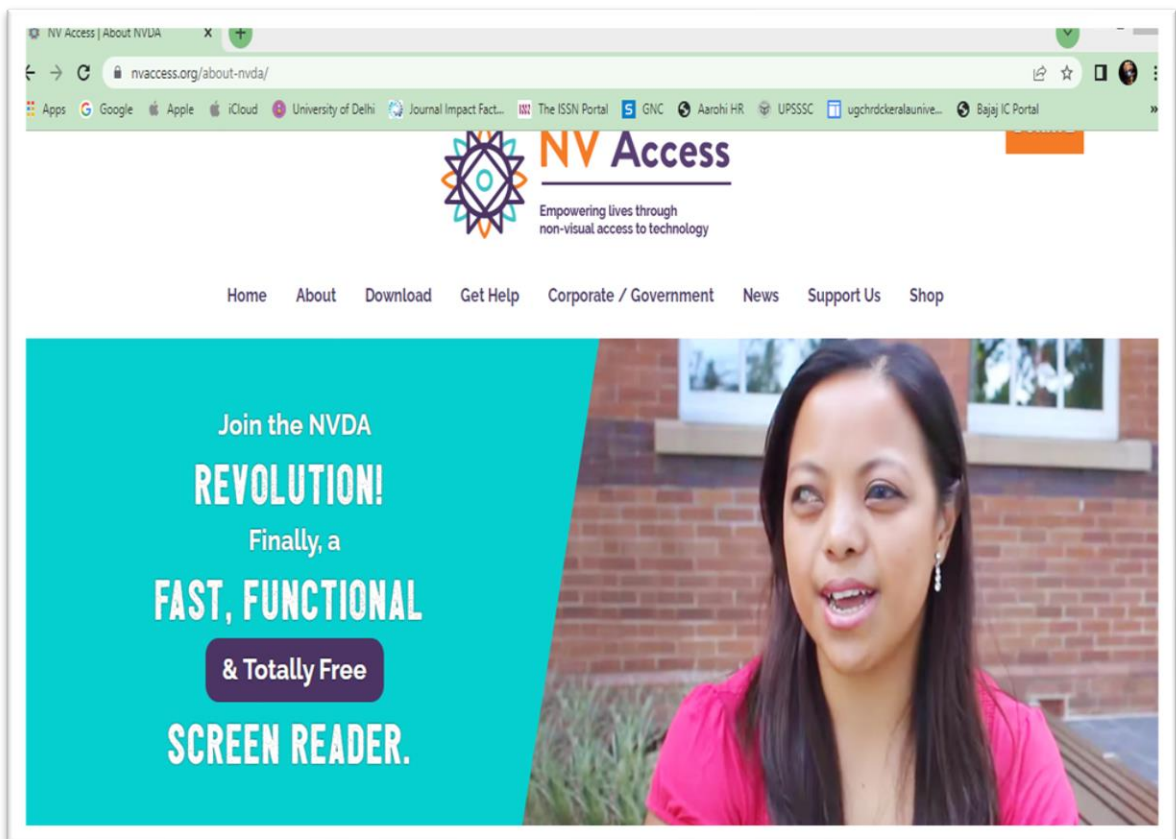 NV Access | About NVDA
nvaccess.org/about-nvda/
Apps Google Apple iCloud University of Delhi Journal Impact Fact... The ISSN Portal GNC Aarohi HR UPSSSC ugchrdckeralaunive... Bajaj IC Portal »
NV Access
Empowering lives through
non-visual access to technology
Home About Download Get Help Corporate / Government News Support Us Shop
Join the NVDA
REVOLUTION!
Finally, a
FAST, FUNCTIONAL
& Totally Free
SCREEN READER.